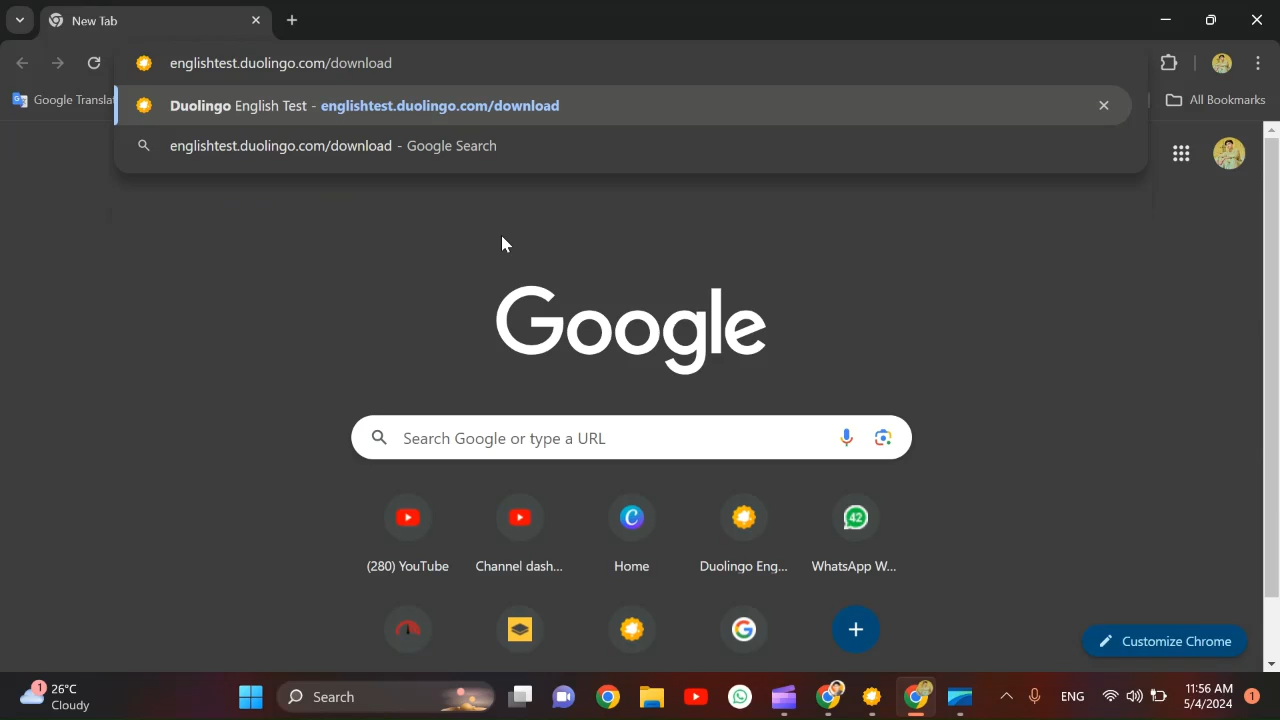 New Tab
englishtest.duolingo.com/download
Google Transla
Duolingo English Test - englishtest.duolingo.com/download
All Bookmarks
englishtest.duolingo.com/download - Google Search
Google
Search Google or type a URL
(280) YouTube
Channel dash...
Home
Duolingo Eng...
WhatsApp W...
Customize Chrome
1
26°C
Cloudy
Search
ENG
11:56 AM
5/4/2024
1
42